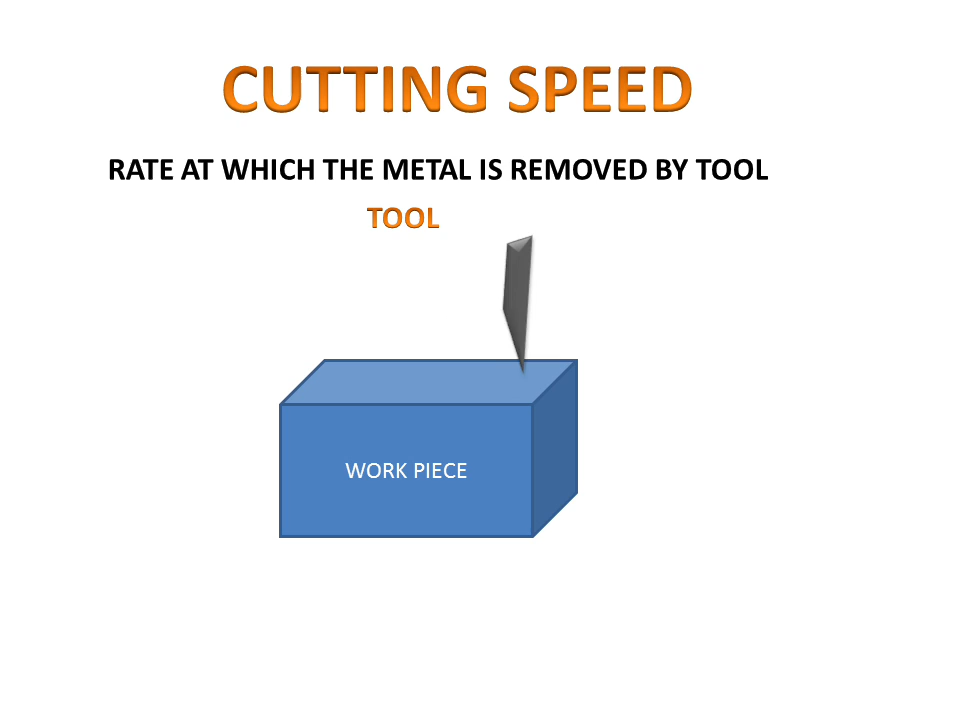 CUTTING SPEED
RATE AT WHICH THE METAL IS REMOVED BY TOOL
TOOL
WORK PIECE